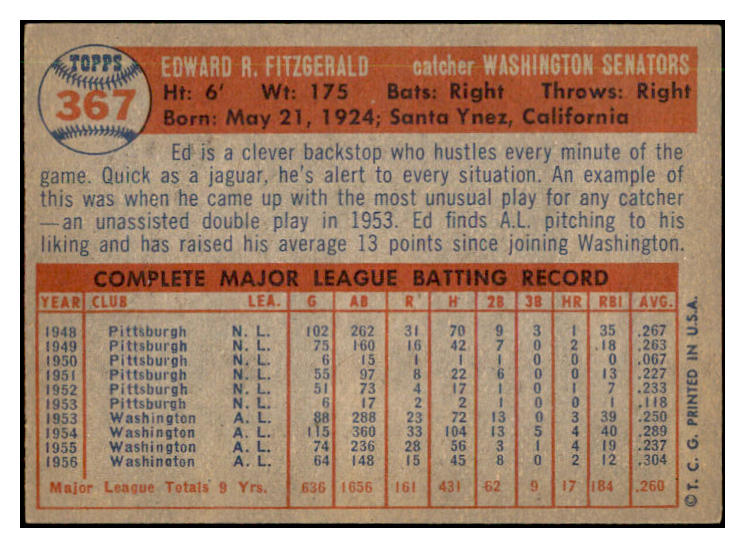 TOPPS
367
EDWARD R. FITZGERALD catcher WASHINGTON SENATORS
Ht: 6' Wt: 175 Bats: Right Throws: Right
Born: May 21, 1924; Santa Ynez, California
Ed is a clever backstop who hustles every minute of the
game. Quick as a jaguar, he's alert to every situation. An example of
this was when he came up with the most unusual play for any catcher
—an unassisted double play in 1953. Ed finds A.L. pitching to his
liking and has raised his average 13 points since joining Washington.
COMPLETE MAJOR LEAGUE BATTING RECORD
YEAR CLUB LEA. G AB R H 2B 3B HR RBI AVG.
1948 Pittsburgh N. L. 102 262 31 70 9 3 1 35 .267
1949 Pittsburgh N. L. 75 160 16 42 7 0 2 .18 .263
1950 Pittsburgh N. L. 6 15 1 1 1 0 0 0 .067
1951 Pittsburgh N. L. 55 97 8 22 6 0 0 13 .227
1952 Pittsburgh N. L. 51 73 4 17 1 0 1 7 .233
1953 Pittsburgh N. L. 6 17 2 2 1 0 0 1 .118
1953 Washington A. L. 88 288 23 72 13 0 3 39 .250
1954 Washington A. L. 115 360 33 104 13 5 4 40 .289
1955 Washington A. L. 74 236 28 56 3 1 4 19 .237
1956 Washington A. L. 64 148 15 45 8 0 2 12 .304
Major League Totals 9 Yrs. 636 1656 161 431 62 9 17 184 .260
© T. C. G. PRINTED IN U.S.A.